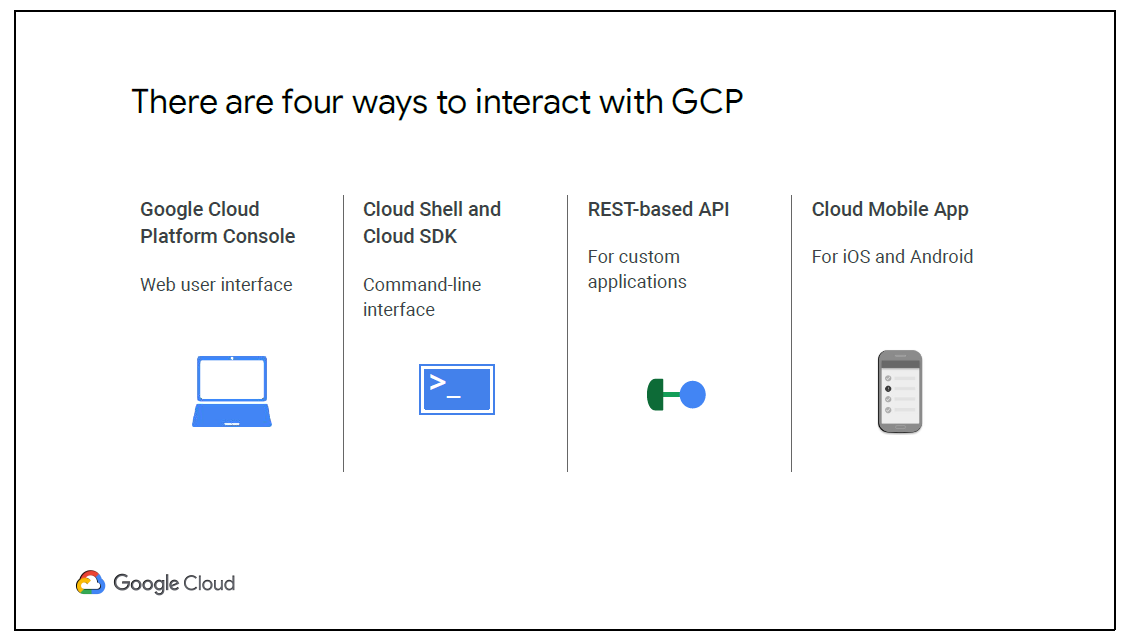 There are four ways to interact with GCP
Google Cloud
Platform Console
Web user interface
Cloud Shell and
Cloud SDK
Command-line
interface
>_
REST-based API
For custom
applications
Cloud Mobile App
For iOS and Android
Google Cloud